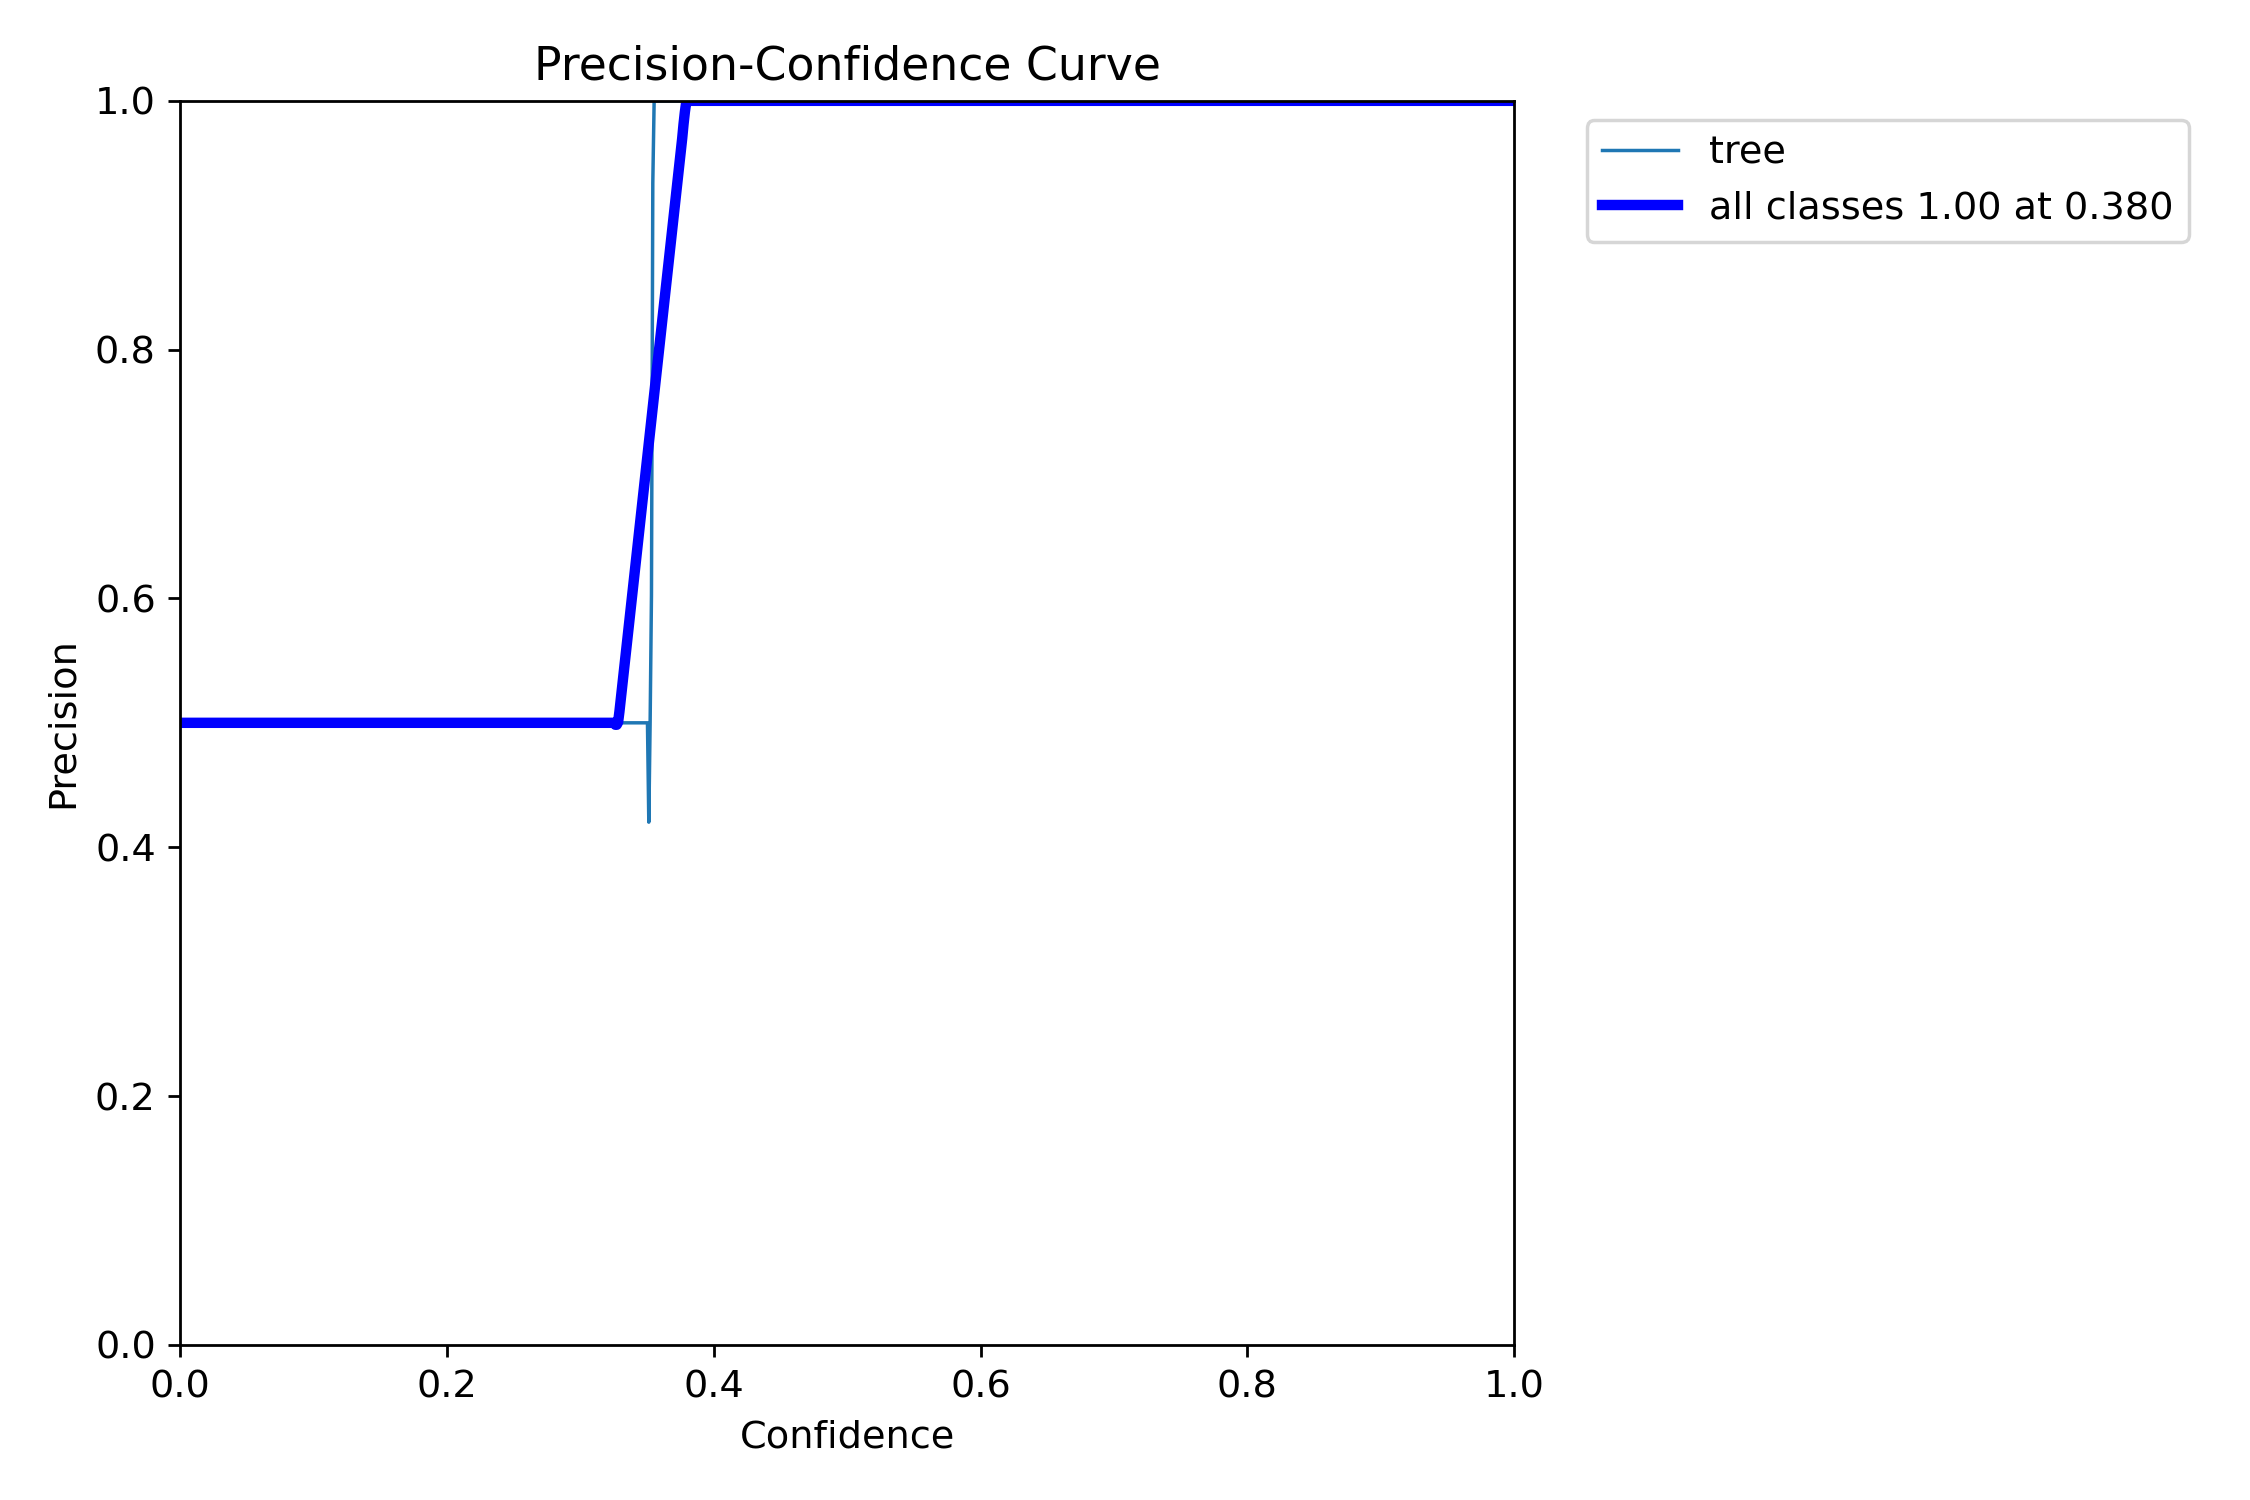 Precision-Confidence Curve
1.0
0.8
0.6
0.4
0.2
0.0
Precision
0.0 0.2 0.4 0.6 0.8 1.0
Confidence
tree
all classes 1.00 at 0.380